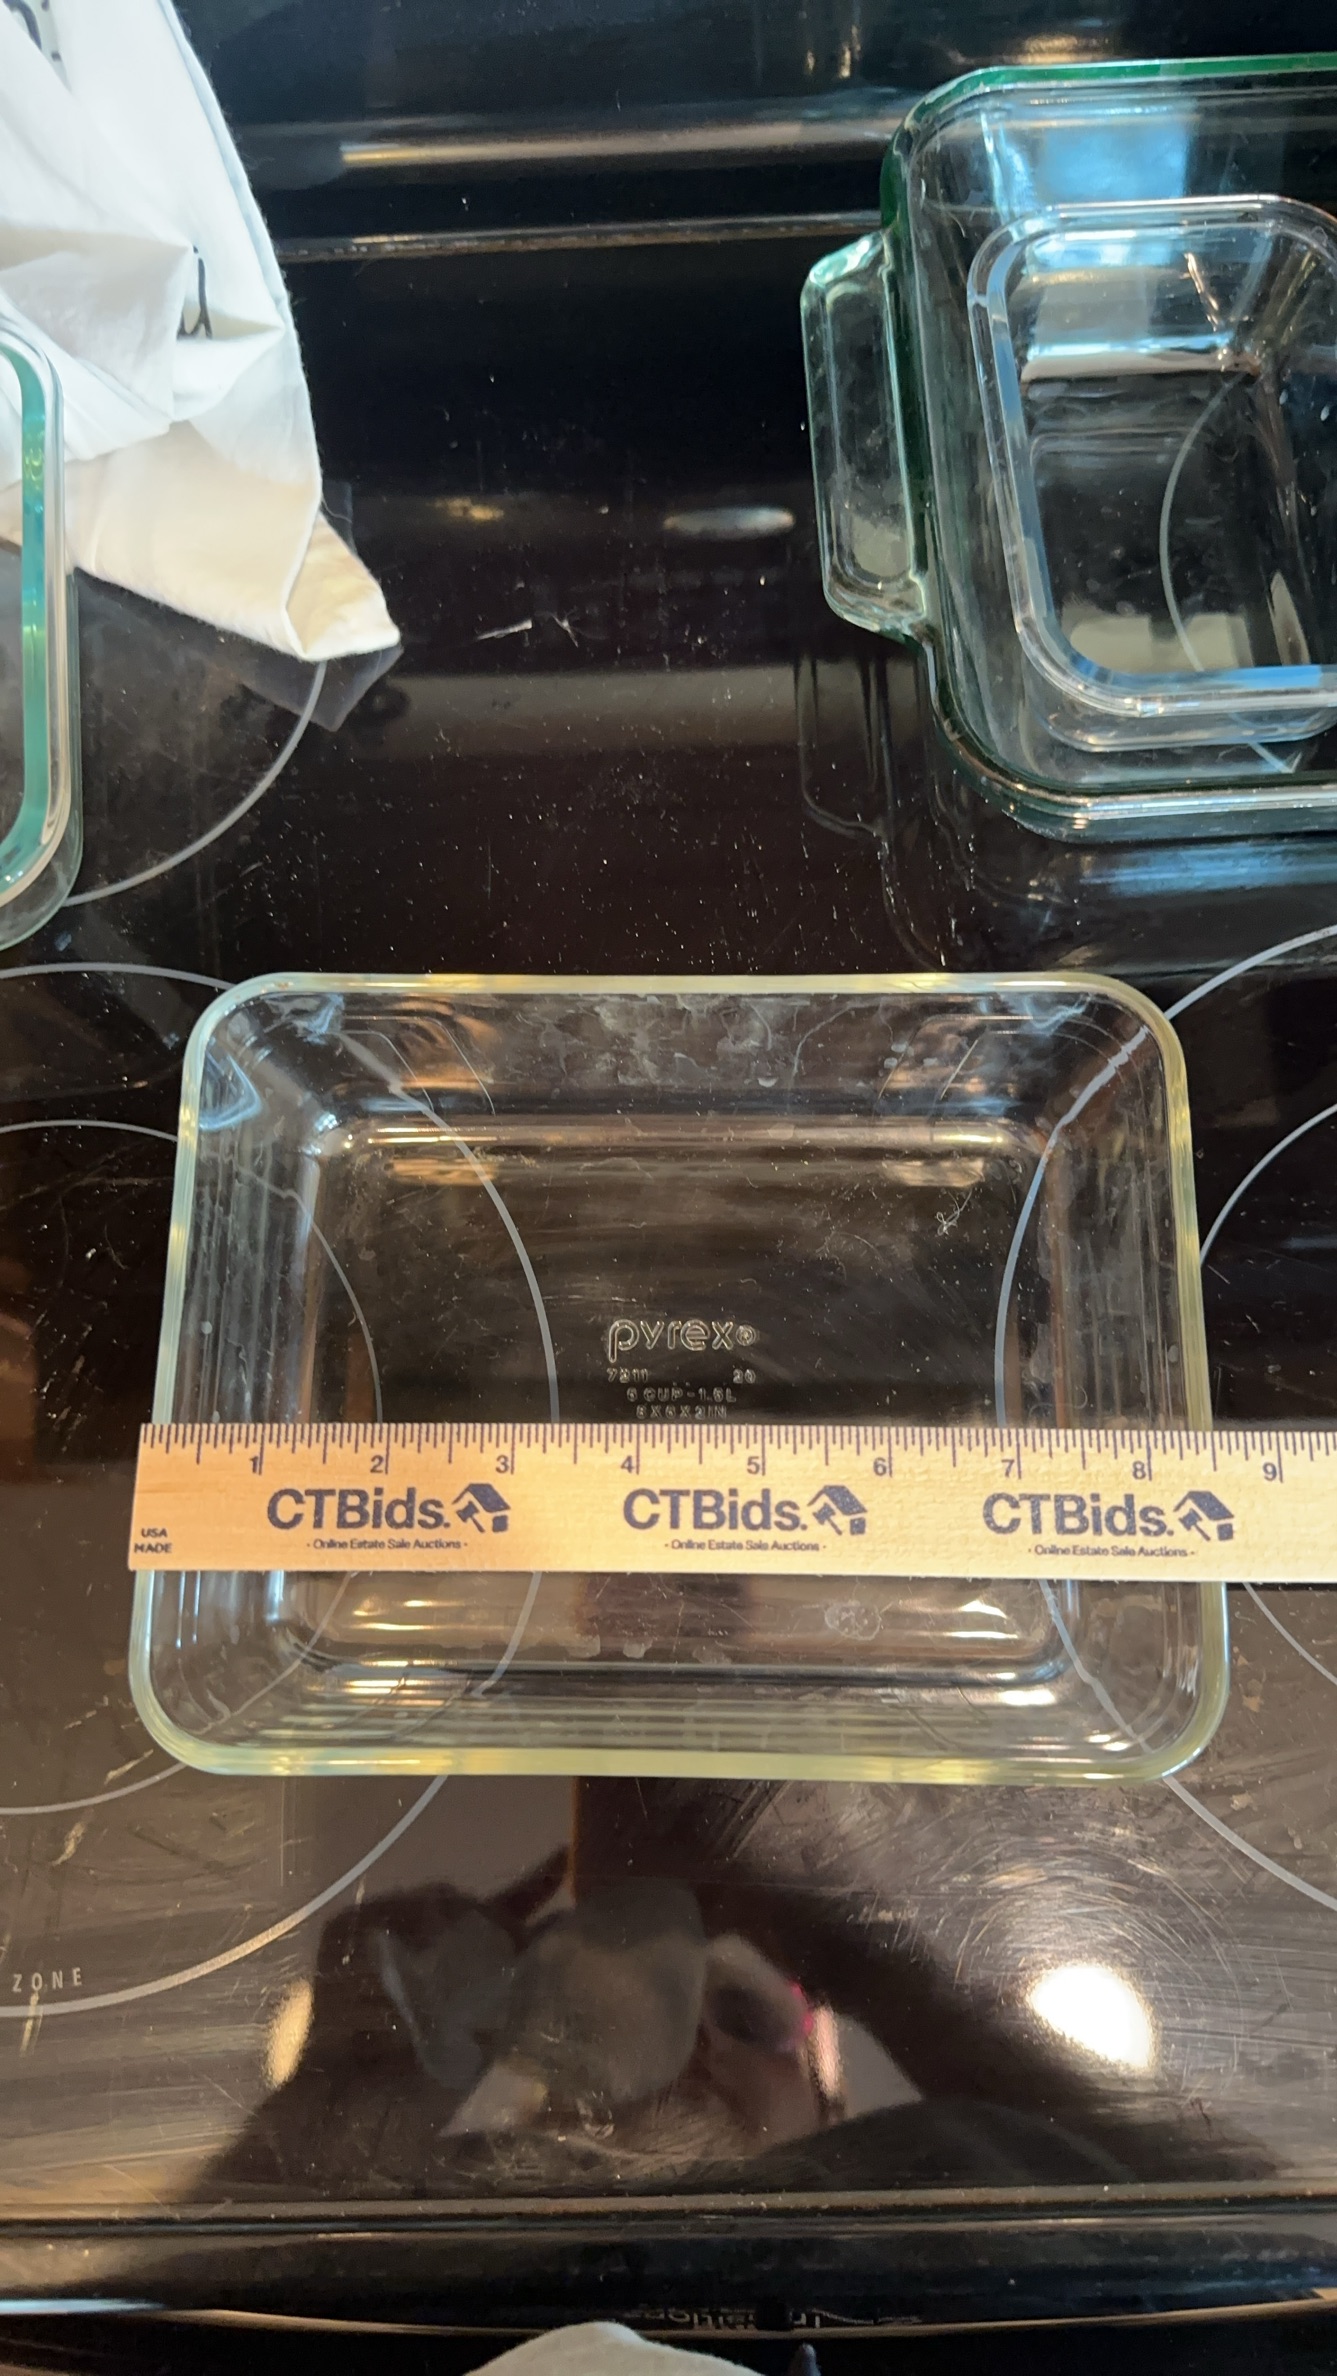 pyrex®
7211 20
6 CUP-1.5L
8X6X2IN
1 2 3 4 5 6 7 8 9
CTBids. CTBids. CTBids.
- Online Estate Sale Auctions - - Online Estate Sale Auctions - - Online Estate Sale Auctions -
USA
MADE
ZONE